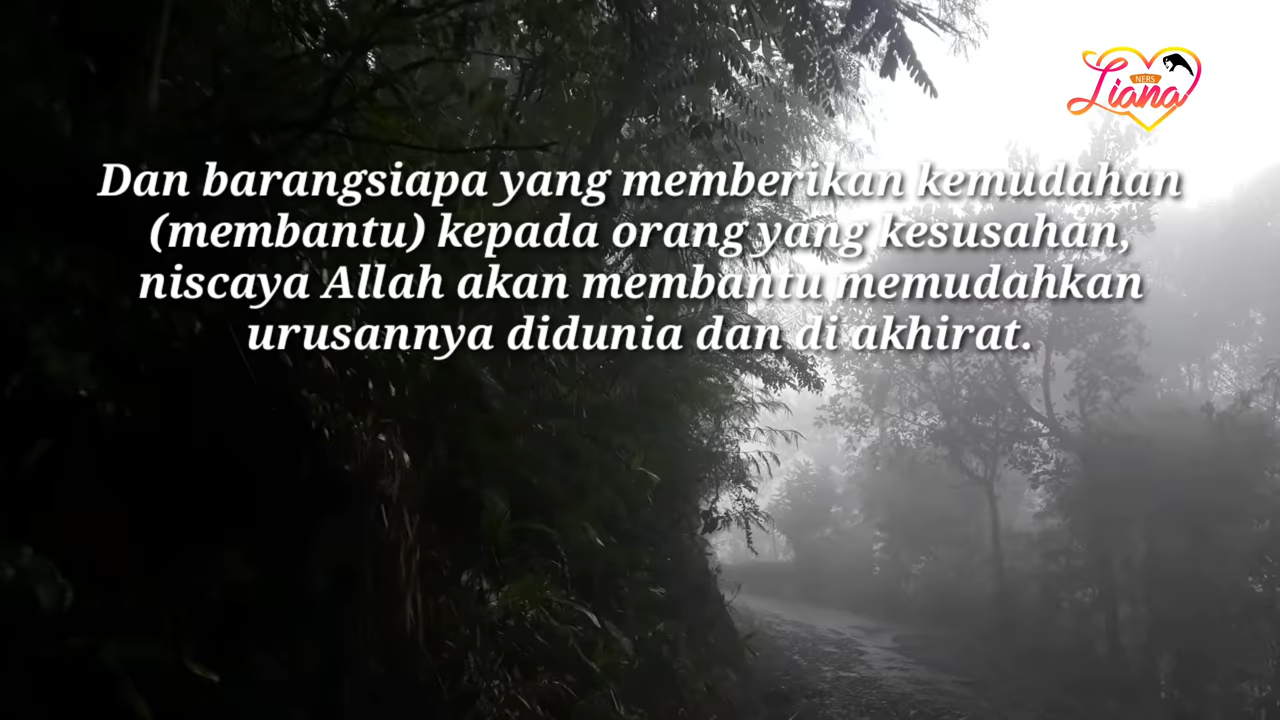 NERS
Liana
Dan barangsiapa yang memberikan kemudahan
(membantu) kepada orang yang kesusahan,
niscaya Allah akan membantu memudahkan
urusannya didunia dan di akhirat.